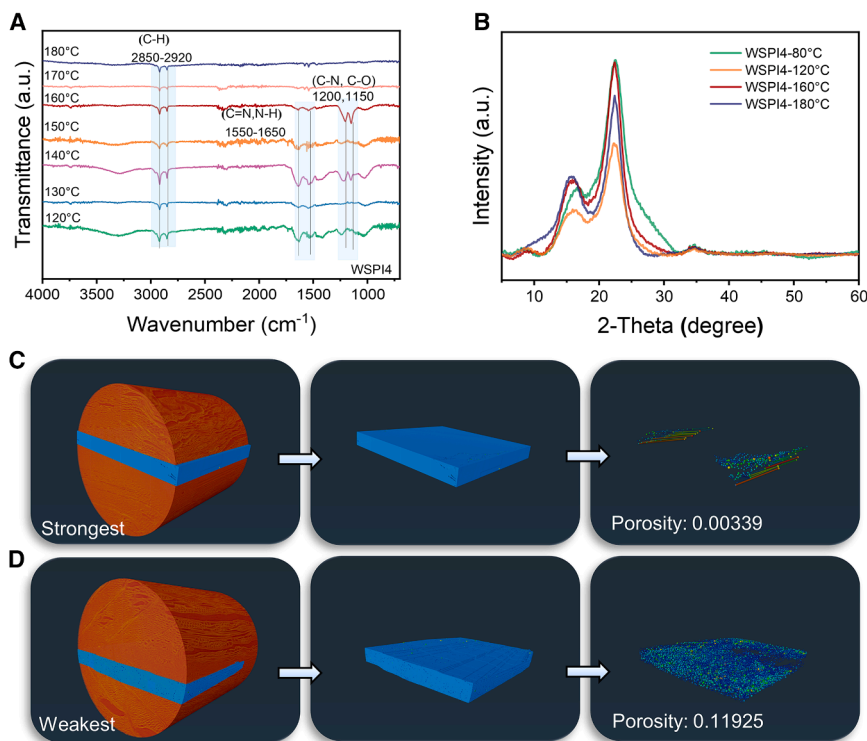 A
(C-H)
2850-2920
180°C
170°C
160°C
150°C
140°C
130°C
120°C
(C=N,N-H)
1550-1650
(C-N, C-O)
1200,1150
WSPI4
4000 3500 3000 2500 2000 1500 1000
Wavenumber (cm⁻¹)
Transmittance (a.u.)
B
WSPI4-80°C
WSPI4-120°C
WSPI4-160°C
WSPI4-180°C
10 20 30 40 50 60
2-Theta (degree)
Intensity (a.u.)
C
Strongest
Porosity: 0.00339
D
Weakest
Porosity: 0.11925